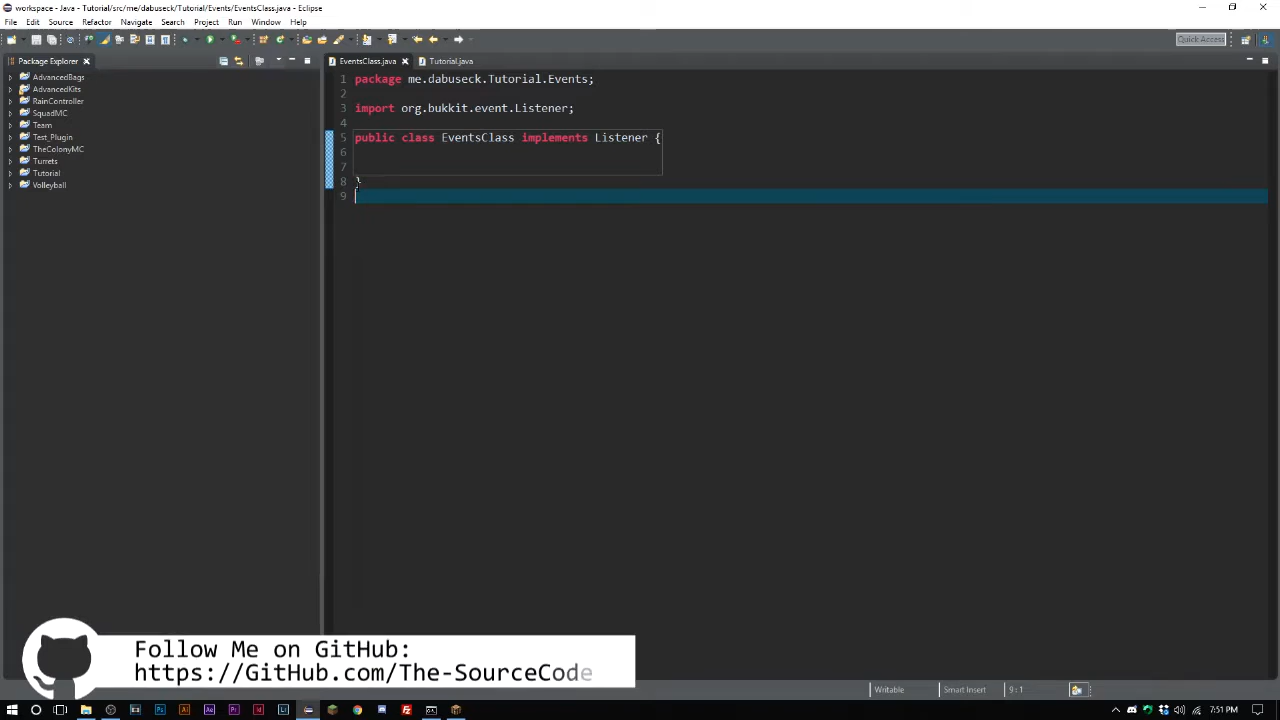 workspace - Java - Tutorial/src/me/dabuseck/Tutorial/Events/EventsClass.java - Eclipse
File Edit Source Refactor Navigate Search Project Run Window Help
Quick Access
Package Explorer
EventsClass.java
Tutorial.java
AdvancedBags
AdvancedKits
RainController
SquadMC
Team
Test_Plugin
TheColonyMC
Turrets
Tutorial
Volleyball
1 package me.dabuseck.Tutorial.Events;
2
3 import org.bukkit.event.Listener;
4
5 public class EventsClass implements Listener {
6
7
8 }
9
Follow Me on GitHub:
https://GitHub.com/The-SourceCode
Writable
Smart Insert
9 : 1
7:51 PM